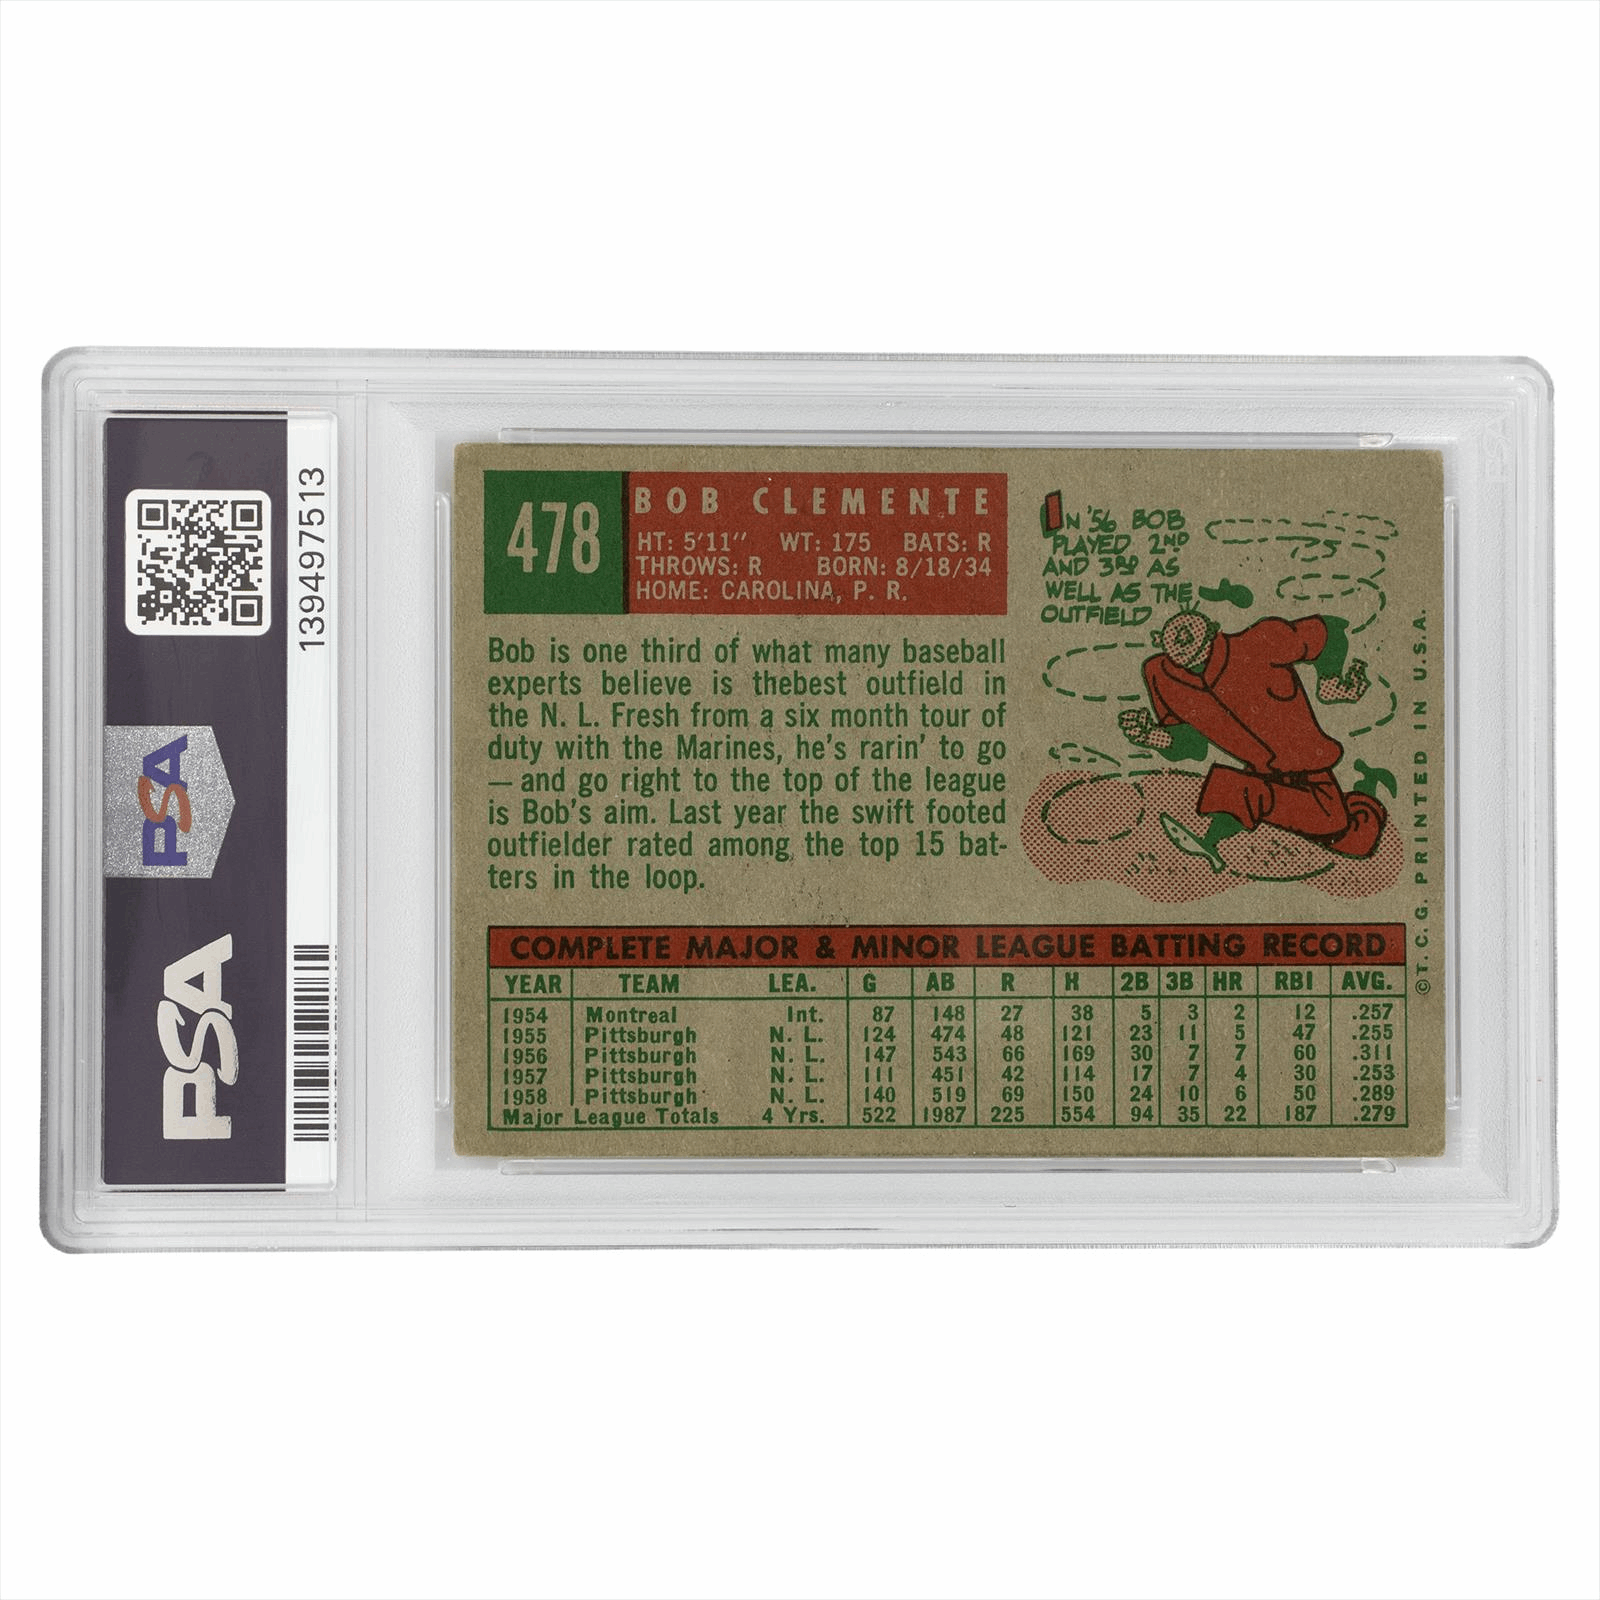 139497513
PSA
PSA
478
BOB CLEMENTE
HT: 5'11" WT: 175 BATS: R
THROWS: R BORN: 8/18/34
HOME: CAROLINA, P. R.
IN '56 BOB
PLAYED 2ND
AND 3RD AS
WELL AS THE
OUTFIELD
Bob is one third of what many baseball
experts believe is thebest outfield in
the N. L. Fresh from a six month tour of
duty with the Marines, he's rarin' to go
— and go right to the top of the league
is Bob's aim. Last year the swift footed
outfielder rated among the top 15 bat-
ters in the loop.
COMPLETE MAJOR & MINOR LEAGUE BATTING RECORD
YEAR TEAM LEA. G AB R H 2B 3B HR RBI AVG.
1954 Montreal Int. 87 148 27 38 5 3 2 12 .257
1955 Pittsburgh N. L. 124 474 48 121 23 11 5 47 .255
1956 Pittsburgh N. L. 147 543 66 169 30 7 7 60 .311
1957 Pittsburgh N. L. 111 451 42 114 17 7 4 30 .253
1958 Pittsburgh N. L. 140 519 69 150 24 10 6 50 .289
Major League Totals 4 Yrs. 522 1987 225 554 94 35 22 187 .279
© T. C. G. PRINTED IN U.S.A.